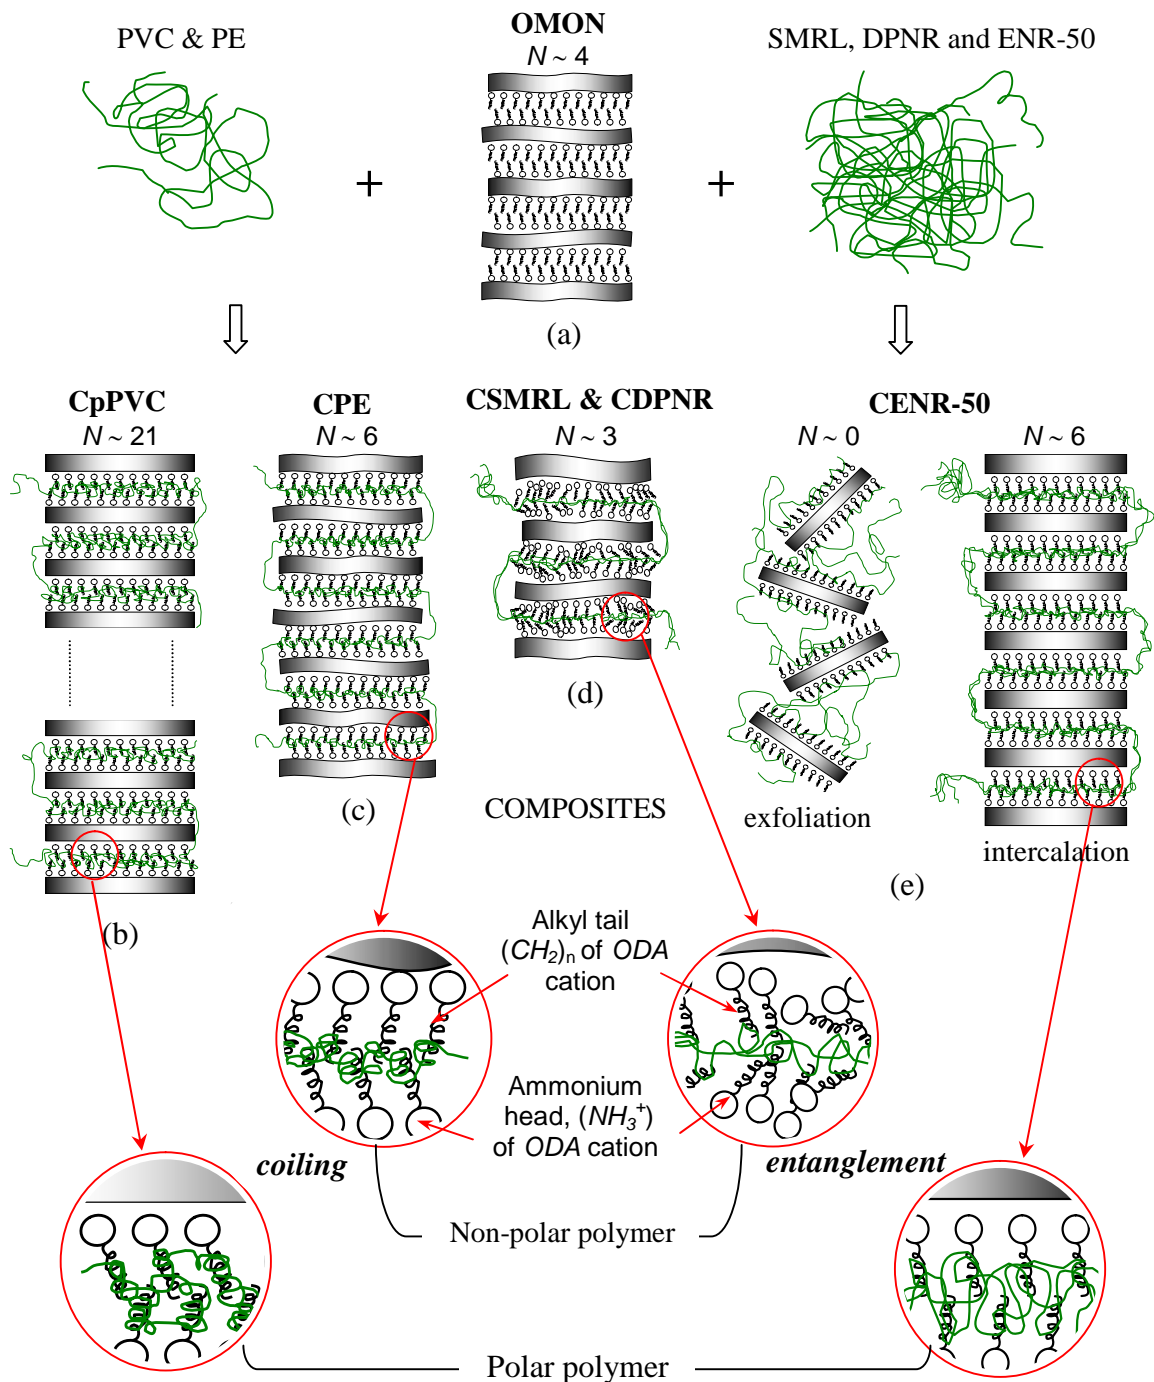 PVC & PE
OMON
N ~ 4
SMRL, DPNR and ENR-50
+
+
(a)
CpPVC
N ~ 21
CPE
N ~ 6
CSMRL & CDPNR
N ~ 3
CENR-50
N ~ 0
N ~ 6
(b)
(c)
(d)
COMPOSITES
exfoliation
intercalation
(e)
Alkyl tail
(CH₂)ₙ of ODA
cation
Ammonium
head, (NH₃⁺)
of ODA cation
coiling
entanglement
Non-polar polymer
Polar polymer